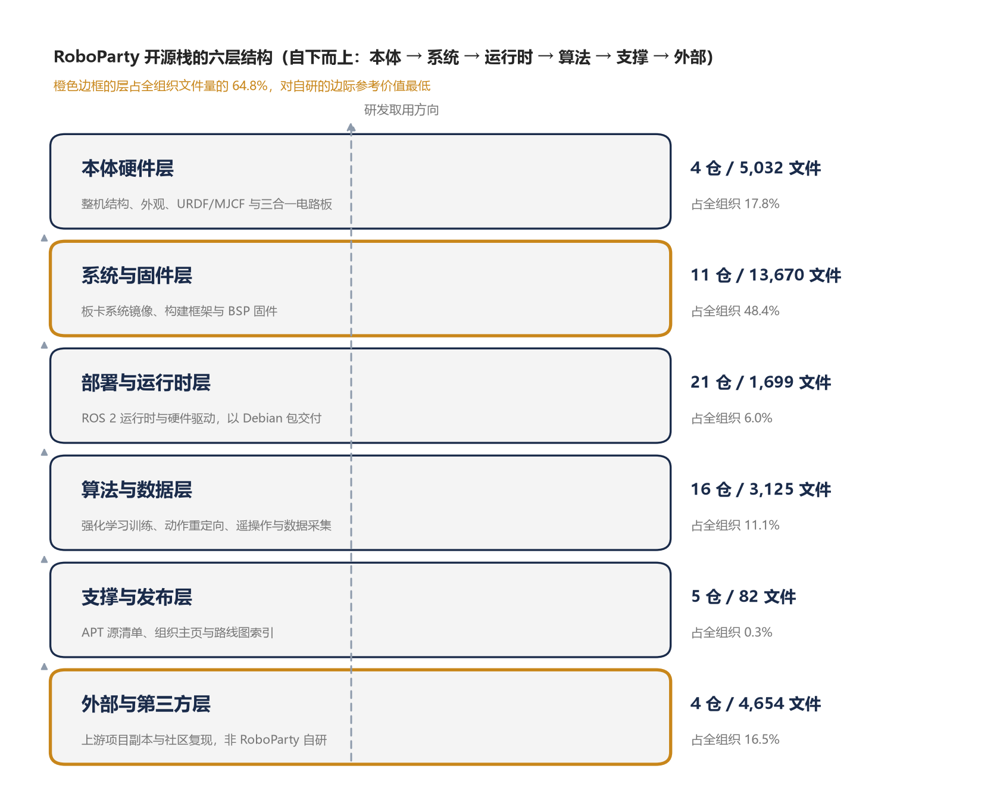 RoboParty 开源栈的六层结构（自下而上：本体 → 系统 → 运行时 → 算法 → 支撑 → 外部）
橙色边框的层占全组织文件量的 64.8%，对自研的边际参考价值最低
研发取用方向
本体硬件层
4 仓 / 5,032 文件
整机结构、外观、URDF/MJCF 与三合一电路板
占全组织 17.8%
系统与固件层
11 仓 / 13,670 文件
板卡系统镜像、构建框架与 BSP 固件
占全组织 48.4%
部署与运行时层
21 仓 / 1,699 文件
ROS 2 运行时与硬件驱动，以 Debian 包交付
占全组织 6.0%
算法与数据层
16 仓 / 3,125 文件
强化学习训练、动作重定向、遥操作与数据采集
占全组织 11.1%
支撑与发布层
5 仓 / 82 文件
APT 源清单、组织主页与路线图索引
占全组织 0.3%
外部与第三方层
4 仓 / 4,654 文件
上游项目副本与社区复现，非 RoboParty 自研
占全组织 16.5%